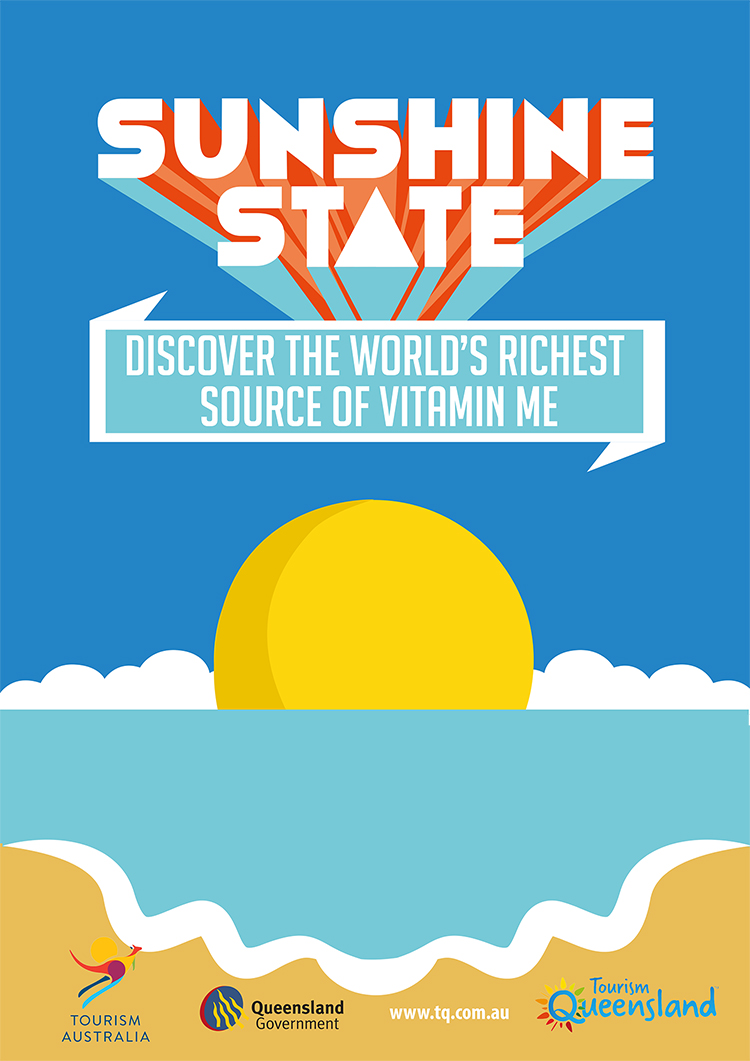 SUNSHINE
STATE
DISCOVER THE WORLD'S RICHEST
SOURCE OF VITAMIN ME
TOURISM
AUSTRALIA
Queensland
Government
www.tq.com.au
Tourism
Queensland™